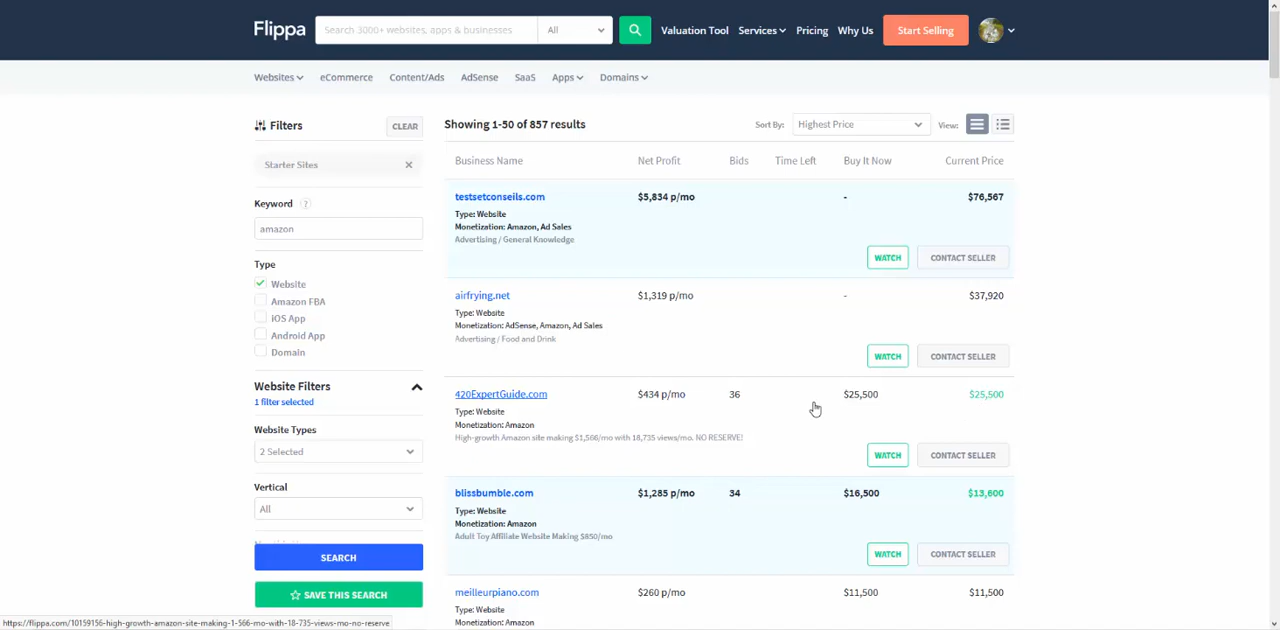 Flippa
Search 3000+ websites, apps & businesses
All
Valuation Tool
Services
Pricing
Why Us
Start Selling
Websites
eCommerce
Content/Ads
AdSense
SaaS
Apps
Domains
Filters
CLEAR
Starter Sites
Keyword ?
amazon
Type
Website
Amazon FBA
iOS App
Android App
Domain
Website Filters
1 filter selected
Website Types
2 Selected
Vertical
All
SEARCH
SAVE THIS SEARCH
Showing 1-50 of 857 results
Sort By: Highest Price View:
Business Name Net Profit Bids Time Left Buy It Now Current Price
testsetconseils.com $5,834 p/mo - $76,567
Type: Website
Monetization: Amazon, Ad Sales
Advertising / General Knowledge
WATCH CONTACT SELLER
airfrying.net $1,319 p/mo - $37,920
Type: Website
Monetization: AdSense, Amazon, Ad Sales
Advertising / Food and Drink
WATCH CONTACT SELLER
420ExpertGuide.com $434 p/mo 36 $25,500 $25,500
Type: Website
Monetization: Amazon
High-growth Amazon site making $1,566/mo with 18,735 views/mo. NO RESERVE!
WATCH CONTACT SELLER
blissbumble.com $1,285 p/mo 34 $16,500 $13,600
Type: Website
Monetization: Amazon
Adult Toy Affiliate Website Making $850/mo
WATCH CONTACT SELLER
meilleurpiano.com $260 p/mo $11,500 $11,500
Type: Website
Monetization: Amazon
https://flippa.com/10159156-high-growth-amazon-site-making-1-566-mo-with-18-735-views-mo-no-reserve